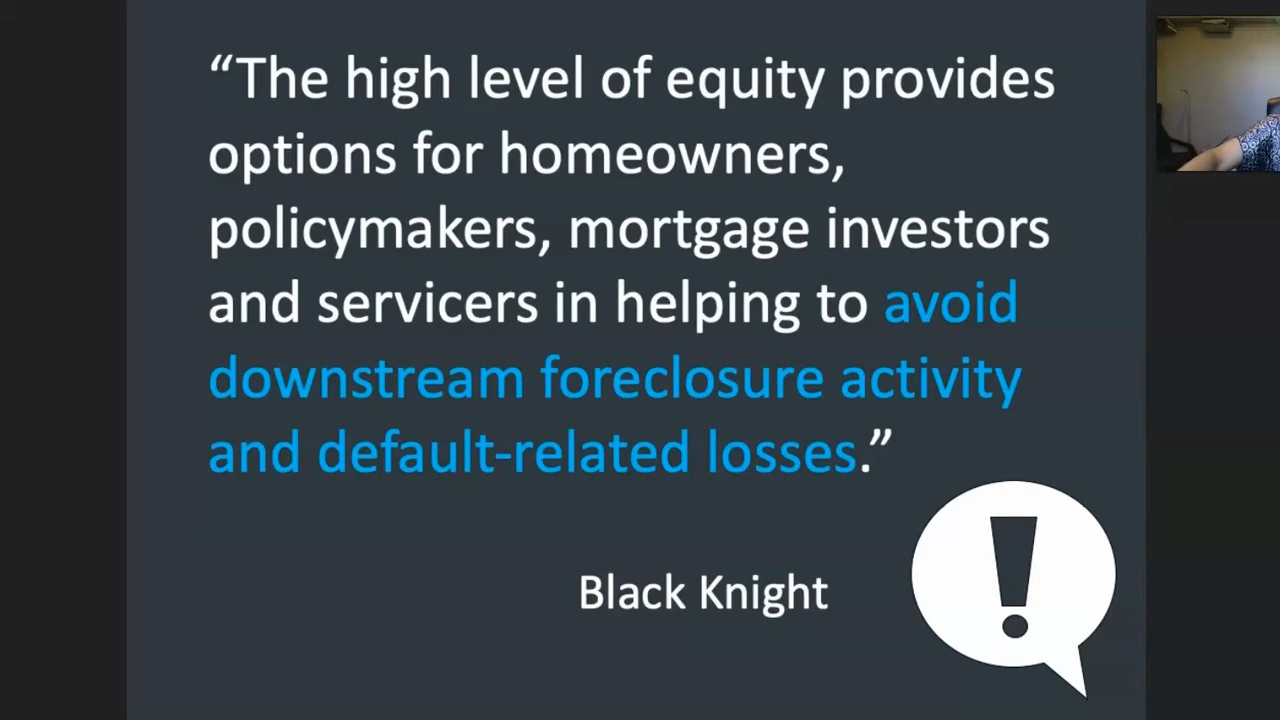 “The high level of equity provides
options for homeowners,
policymakers, mortgage investors
and servicers in helping to avoid
downstream foreclosure activity
and default-related losses.”
Black Knight